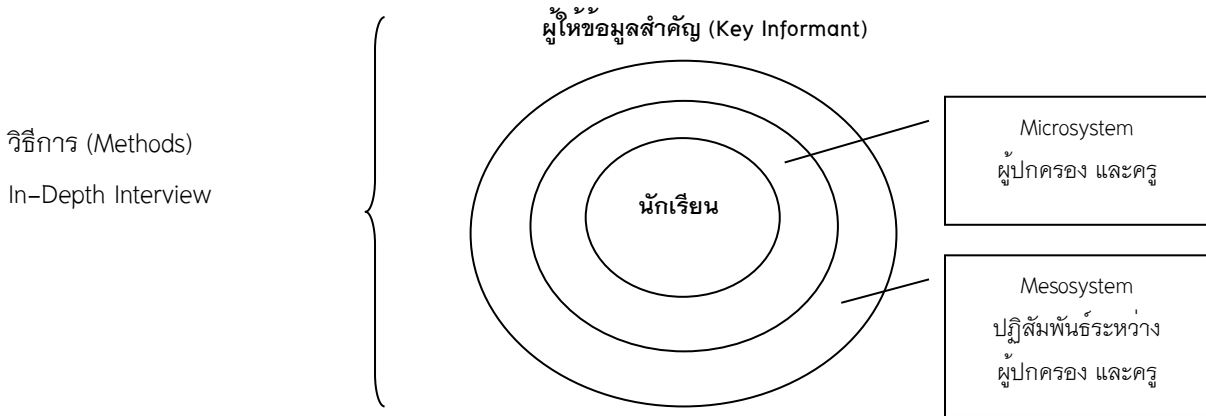 ผู้ให้ข้อมูลสำคัญ (Key Informant)
วิธีการ (Methods)
In-Depth Interview
นักเรียน
Microsystem
ผู้ปกครอง และครู
Mesosystem
ปฏิสัมพันธ์ระหว่าง
ผู้ปกครอง และครู